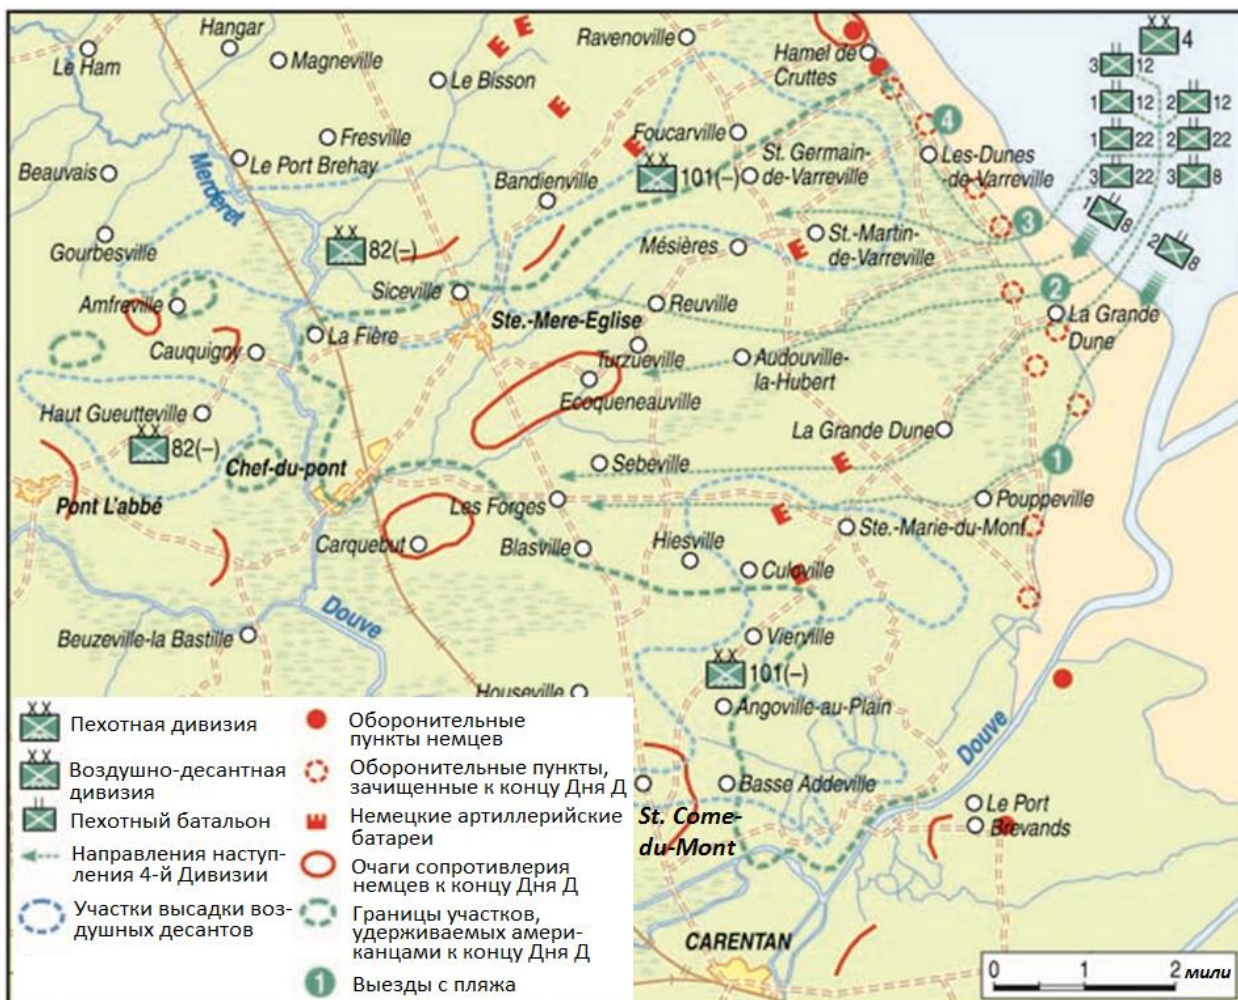 Hangar
Ravenoville
Hamel de
Cruttes
Le Ham
Magneville
Le Bisson
4
3 12
1 12
2 12
Fresville
Foucarville
4
1 22
2 22
Beauvais
Le Port Brehay
Merderet
Bandienville
101(–)
St. Germain-
de-Varreville
Les-Dunes
-de-Varreville
3 22
3 8
1 8
2 8
3
Gourbesville
82(–)
Mésières
St.-Martin-
de-Varreville
Amfreville
Siceville
Reuville
2
La Grande
Dune
La Fière
Ste.-Mere-Eglise
Cauquigny
Turzueville
Audouville-
la-Hubert
Ecoqueneauville
Haut Gueutteville
82(–)
La Grande Dune
Chef-du-pont
Sebeville
1
Pont L'abbé
Les Forges
Pouppeville
Carquebut
Blasville
Hiesville
Ste.-Marie-du-Mont
Culoville
Douve
Beuzeville-la Bastille
Vierville
101(–)
Houseville
Angoville-au-Plain
Douve
Basse Addeville
St. Come-
du-Mont
Le Port
Brevands
CARENTAN
0 1 2 мили
Пехотная дивизия
Воздушно-десантная
дивизия
Пехотный батальон
Направления наступ-
ления 4-й Дивизии
Участки высадки воз-
душных десантов
Оборонительные
пункты немцев
Оборонительные пункты,
зачищенные к концу Дня Д
Немецкие артиллерийские
батареи
Очаги сопротивлерия
немцев к концу Дня Д
Границы участков,
удерживаемых амери-
канцами к концу Дня Д
1 Выезды с пляжа